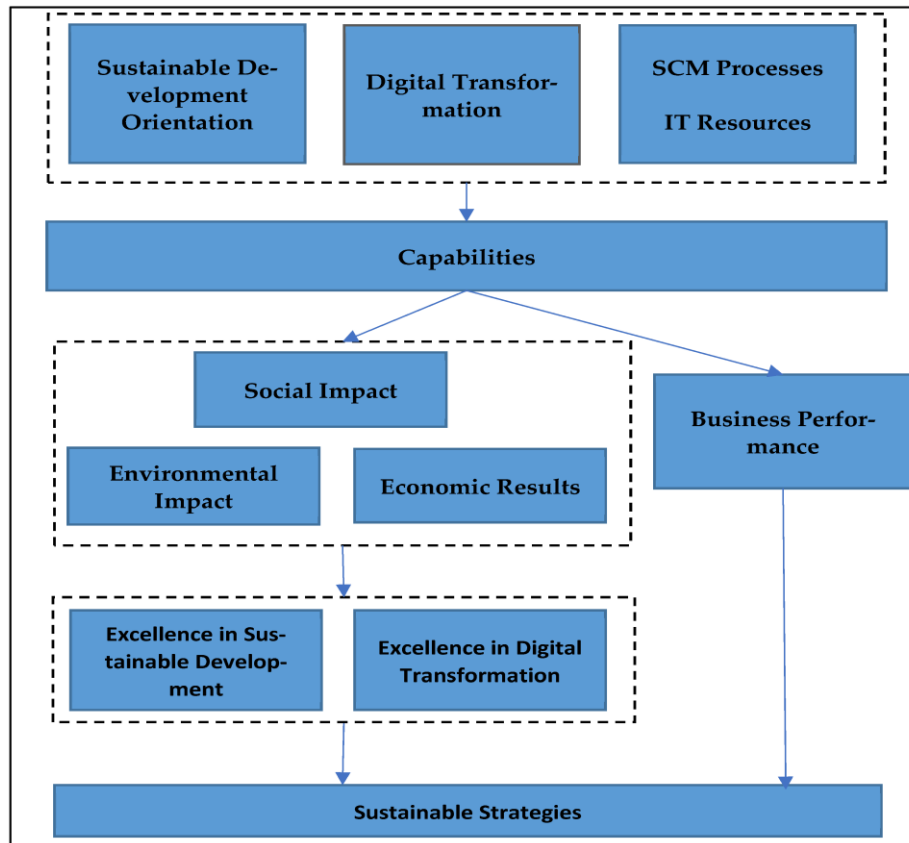 Sustainable De-
velopment
Orientation
Digital Transfor-
mation
SCM Processes
IT Resources
Capabilities
Social Impact
Environmental
Impact
Economic Results
Business Perfor-
mance
Excellence in Sus-
tainable Develop-
ment
Excellence in Digital
Transformation
Sustainable Strategies